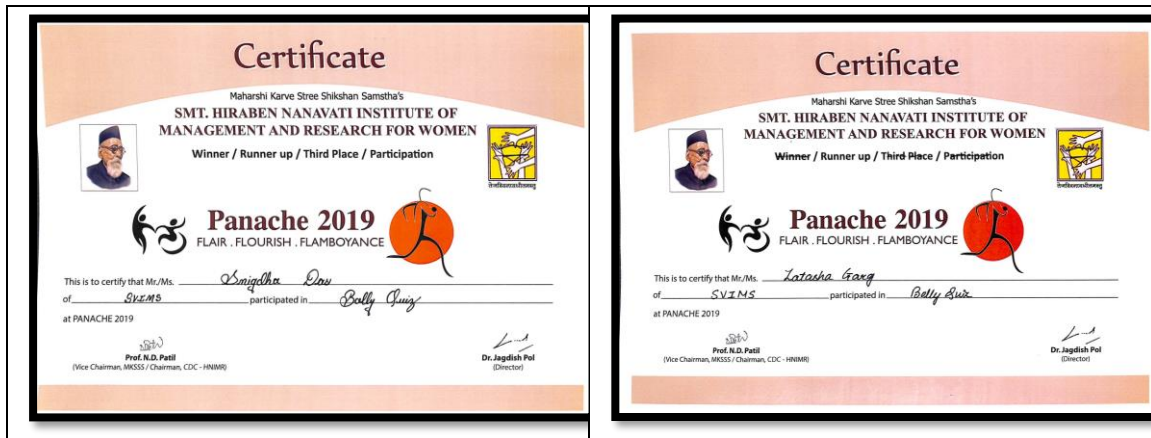 Certificate
Maharshi Karve Stree Shikshan Samstha's
SMT. HIRABEN NANAVATI INSTITUTE OF
MANAGEMENT AND RESEARCH FOR WOMEN
Winner / Runner up / Third Place / Participation
Panache 2019
FLAIR . FLOURISH . FLAMBOYANCE
This is to certify that Mr./Ms. Snigdha Das
of SVIMS participated in Bolly Quiz
at PANACHE 2019
Prof. N.D. Patil
(Vice Chairman, MKSSS / Chairman, CDC - HNIMR)
Dr. Jagdish Pol
(Director)
Certificate
Maharshi Karve Stree Shikshan Samstha's
SMT. HIRABEN NANAVATI INSTITUTE OF
MANAGEMENT AND RESEARCH FOR WOMEN
Winner / Runner up / Third Place / Participation
Panache 2019
FLAIR . FLOURISH . FLAMBOYANCE
This is to certify that Mr./Ms. Latasha Garg
of SVIMS participated in Bolly Quiz
at PANACHE 2019
Prof. N.D. Patil
(Vice Chairman, MKSSS / Chairman, CDC - HNIMR)
Dr. Jagdish Pol
(Director)